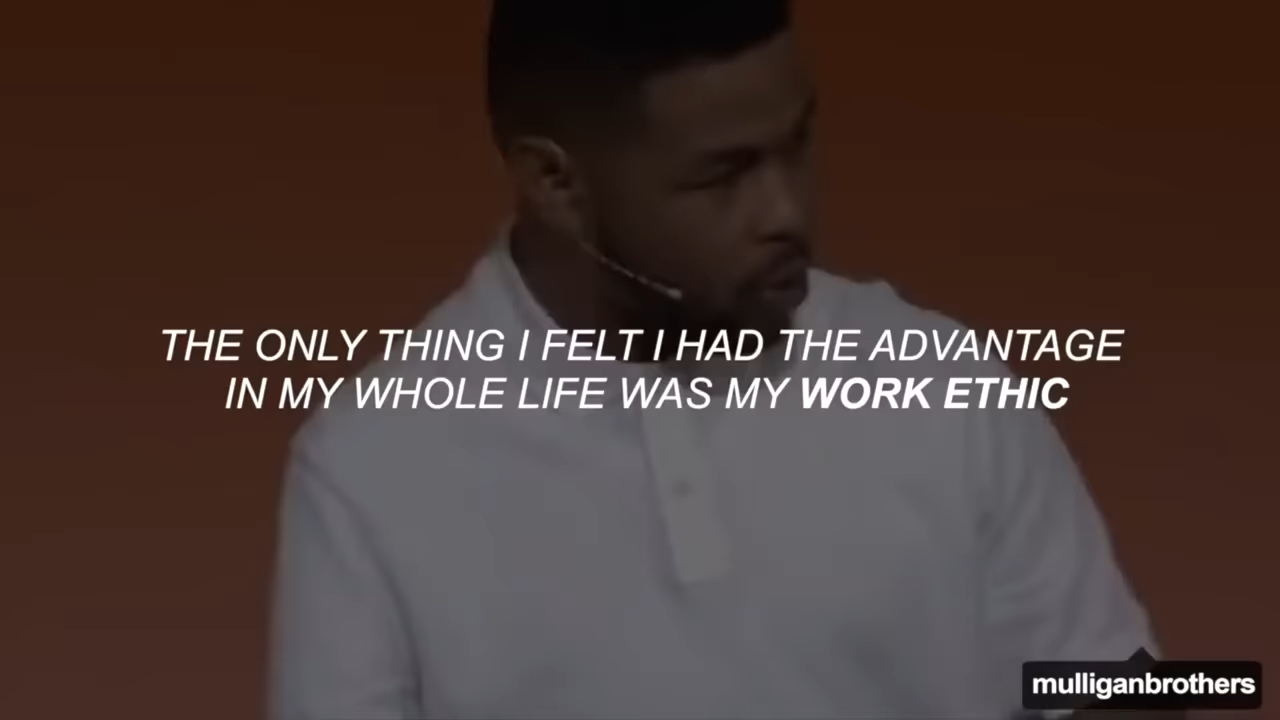 THE ONLY THING I FELT I HAD THE ADVANTAGE
IN MY WHOLE LIFE WAS MY WORK ETHIC
mulliganbrothers